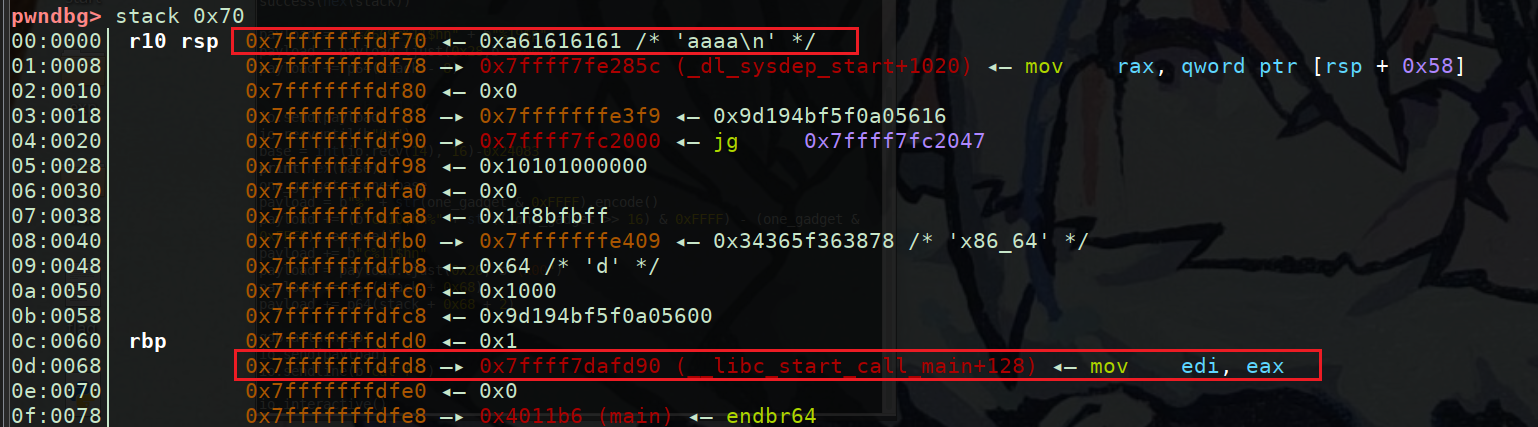 success(hex(stack))
pwndbg> stack 0x70
00:0000│ r10 rsp 0x7fffffffdf70 ◂— 0xa61616161 /* 'aaaa\n' */
01:0008│ 0x7fffffffdf78 —▸ 0x7ffff7fe285c (_dl_sysdep_start+1020) ◂— mov rax, qword ptr [rsp + 0x58]
02:0010│ 0x7fffffffdf80 ◂— 0x0
03:0018│ 0x7fffffffdf88 —▸ 0x7fffffffe3f9 ◂— 0x9d194bf5f0a05616
04:0020│ 0x7fffffffdf90 —▸ 0x7ffff7fc2000 ◂— jg 0x7ffff7fc2047
05:0028│ 0x7fffffffdf98 ◂— 0x10101000000
06:0030│ 0x7fffffffdfa0 ◂— 0x0
07:0038│ 0x7fffffffdfa8 ◂— 0x1f8bfbff
08:0040│ 0x7fffffffdfb0 —▸ 0x7fffffffe409 ◂— 0x34365f363878 /* 'x86_64' */
09:0048│ 0x7fffffffdfb8 ◂— 0x64 /* 'd' */
0a:0050│ 0x7fffffffdfc0 ◂— 0x1000
0b:0058│ 0x7fffffffdfc8 ◂— 0x9d194bf5f0a05600
0c:0060│ rbp 0x7fffffffdfd0 ◂— 0x1
0d:0068│ 0x7fffffffdfd8 —▸ 0x7ffff7dafd90 (__libc_start_call_main+128) ◂— mov edi, eax
0e:0070│ 0x7fffffffdfe0 ◂— 0x0
0f:0078│ 0x7fffffffdfe8 —▸ 0x4011b6 (main) ◂— endbr64